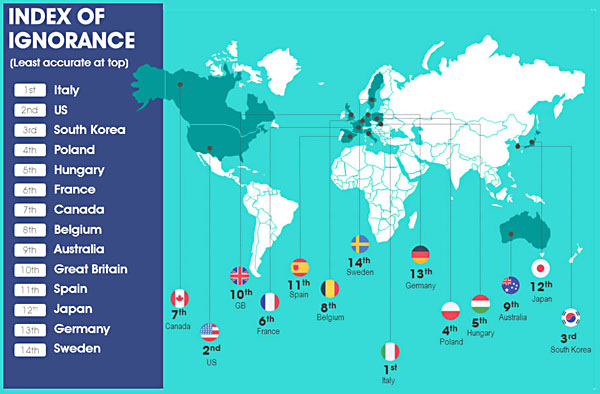 INDEX OF
IGNORANCE
(Least accurate at top)
1st Italy
2nd US
3rd South Korea
4th Poland
5th Hungary
6th France
7th Canada
8th Belgium
9th Australia
10th Great Britain
11th Spain
12th Japan
13th Germany
14th Sweden
14th
Sweden
13th
Germany
11th
Spain
10th
GB
8th
Belgium
12th
Japan
9th
Australia
7th
Canada
6th
France
4th
Poland
5th
Hungary
2nd
US
3rd
South Korea
1st
Italy